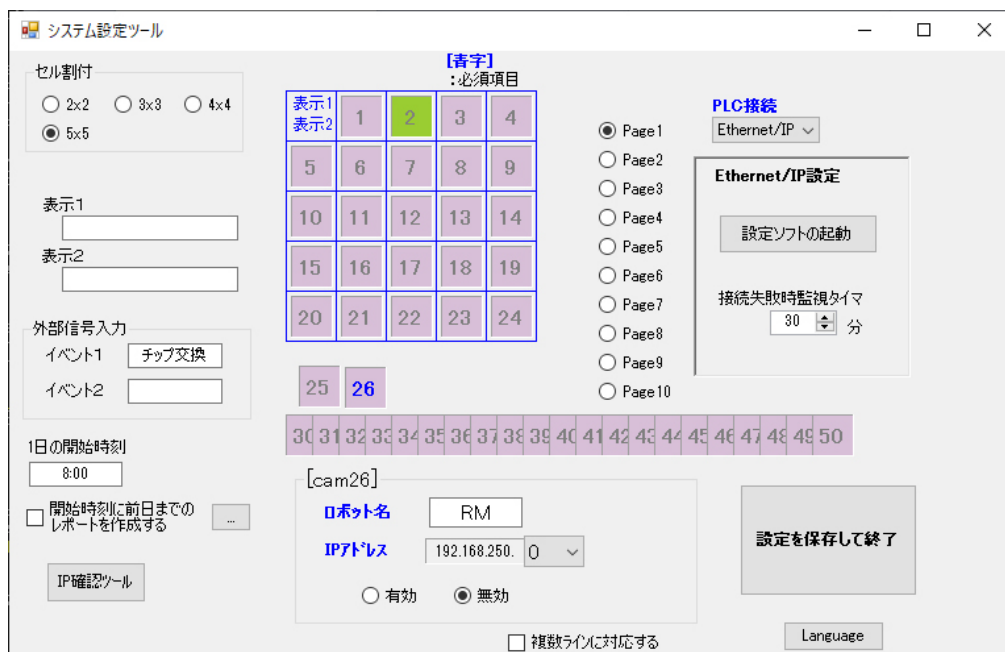 システム設定ツール
[青字]
:必須項目
セル割付
2x2 3x3 4x4
5x5
表示1
表示2
外部信号入力
イベント1 チップ交換
イベント2
1日の開始時刻
8:00
開始時刻に前日までの
レポートを作成する
...
IP確認ツール
表示1
表示2
1 2 3 4
5 6 7 8 9
10 11 12 13 14
15 16 17 18 19
20 21 22 23 24
25 26
30 31 32 33 34 35 36 37 38 39 40 41 42 43 44 45 46 47 48 49 50
Page1
Page2
Page3
Page4
Page5
Page6
Page7
Page8
Page9
Page10
PLC接続
Ethernet/IP
Ethernet/IP設定
設定ソフトの起動
接続失敗時監視タイマ
30 分
[cam26]
ロボット名 RM
IPアドレス 192.168.250. 0
有効 無効
複数ラインに対応する
設定を保存して終了
Language